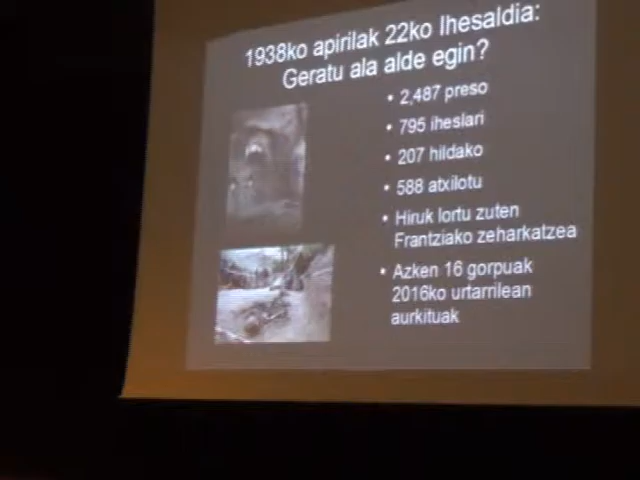 1938ko apirilak 22ko Ihesaldia:
Geratu ala alde egin?
• 2,487 preso
• 795 iheslari
• 207 hildako
• 588 atxilotu
• Hiruk lortu zuten
Frantziako zeharkatzea
• Azken 16 gorpuak
2016ko urtarrilean
aurkituak